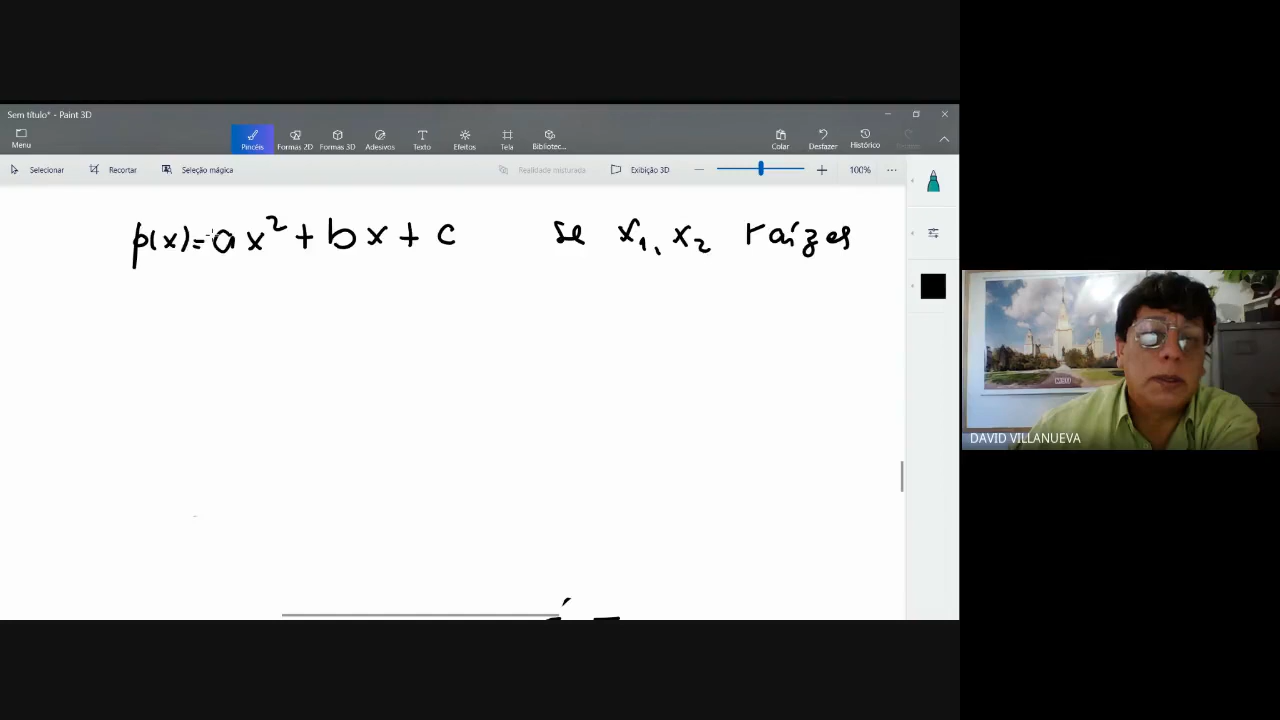 Sem título* - Paint 3D
Menu
Pincéis
Formas 2D
Formas 3D
Adesivos
Texto
Efeitos
Tela
Bibliotec...
Colar
Desfazer
Histórico
Selecionar
Recortar
Seleção mágica
Realidade misturada
Exibição 3D
100%
p(x)=ax²+bx+c se x₁, x₂ raízes
MSU
DAVID VILLANUEVA